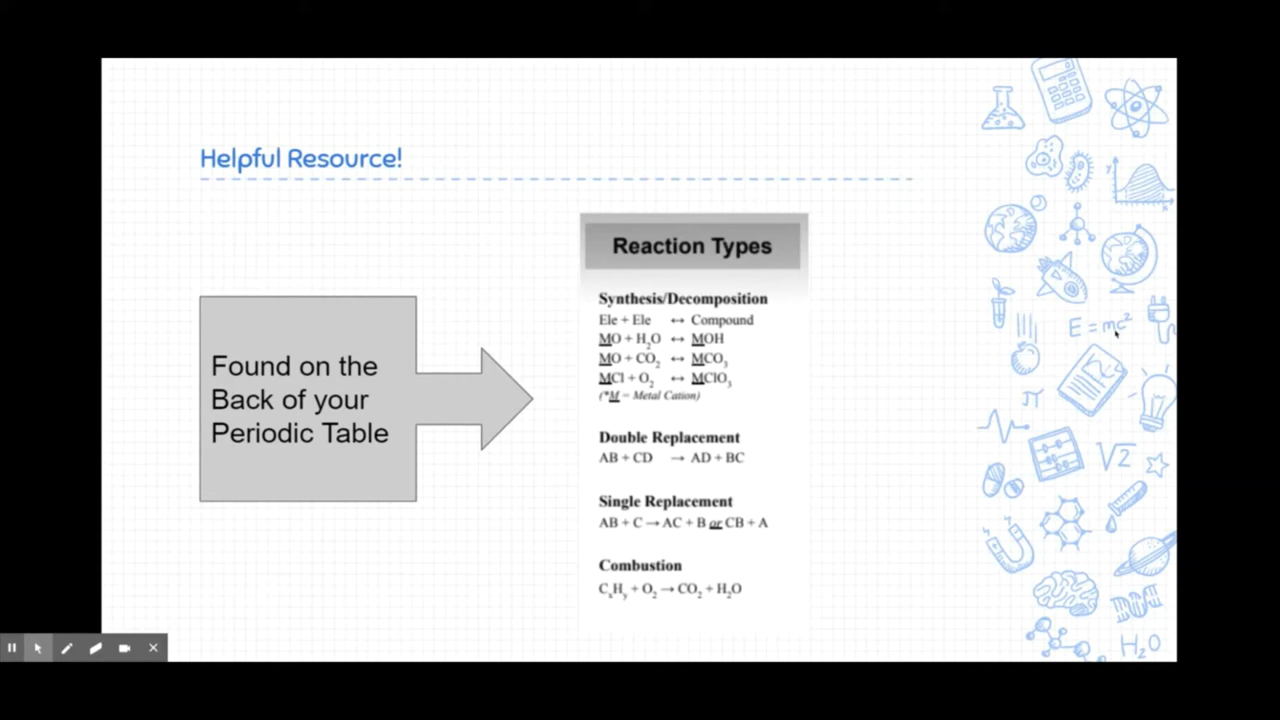 Helpful Resource!
Found on the
Back of your
Periodic Table
Reaction Types
Synthesis/Decomposition
Ele + Ele ↔ Compound
MO + H₂O ↔ MOH
MO + CO₂ ↔ MCO₃
MCl + O₂ ↔ MClO₃
(*M = Metal Cation)
Double Replacement
AB + CD → AD + BC
Single Replacement
AB + C → AC + B or CB + A
Combustion
CₓHᵧ + O₂ → CO₂ + H₂O
y
x
E = mc²
π
√2
H₂O